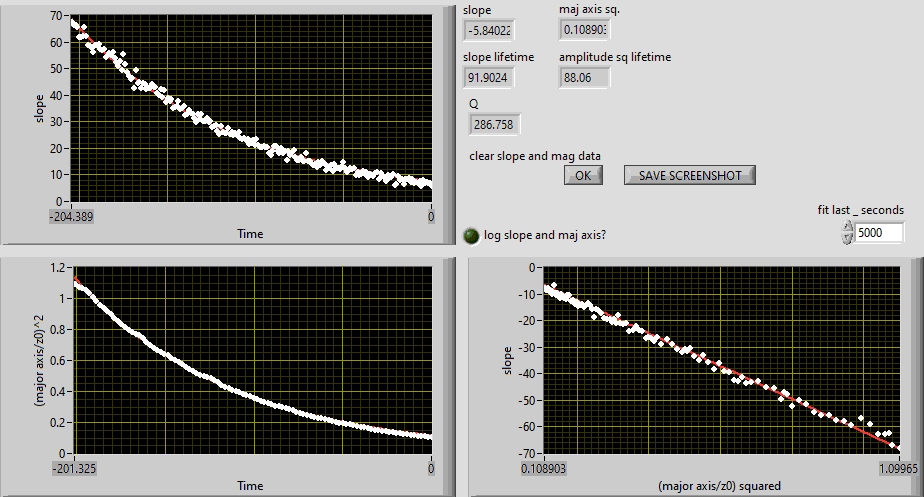 70
60
50
40
30
20
10
0
slope
-204.389
0
Time
slope
maj axis sq.
-5.84022
0.108903
slope lifetime
amplitude sq lifetime
91.9024
88.06
Q
286.758
clear slope and mag data
OK
SAVE SCREENSHOT
fit last _ seconds
log slope and maj axis?
5000
1.2
1
0.8
0.6
0.4
0.2
0
(major axis/z0)^2
-201.325
0
Time
0
-10
-20
-30
-40
-50
-60
-70
slope
0.108903
1.09965
(major axis/z0) squared